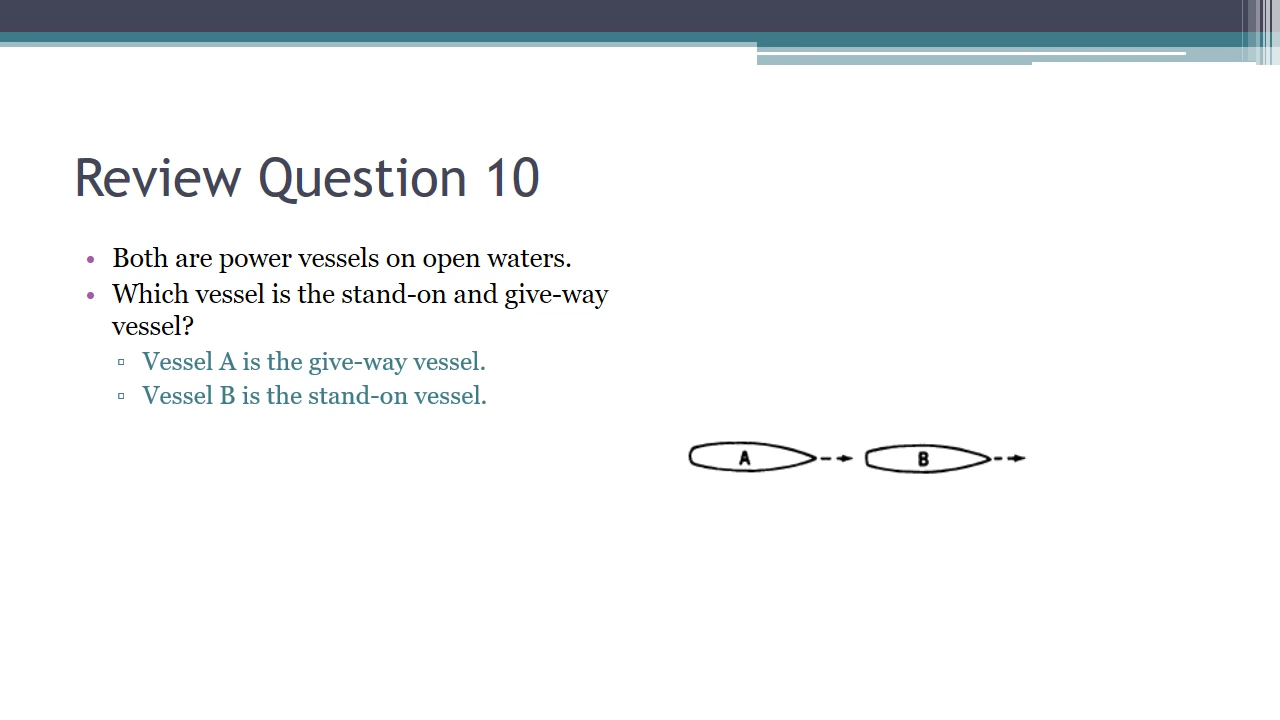 Review Question 10
• Both are power vessels on open waters.
• Which vessel is the stand-on and give-way
vessel?
▫ Vessel A is the give-way vessel.
▫ Vessel B is the stand-on vessel.
A B